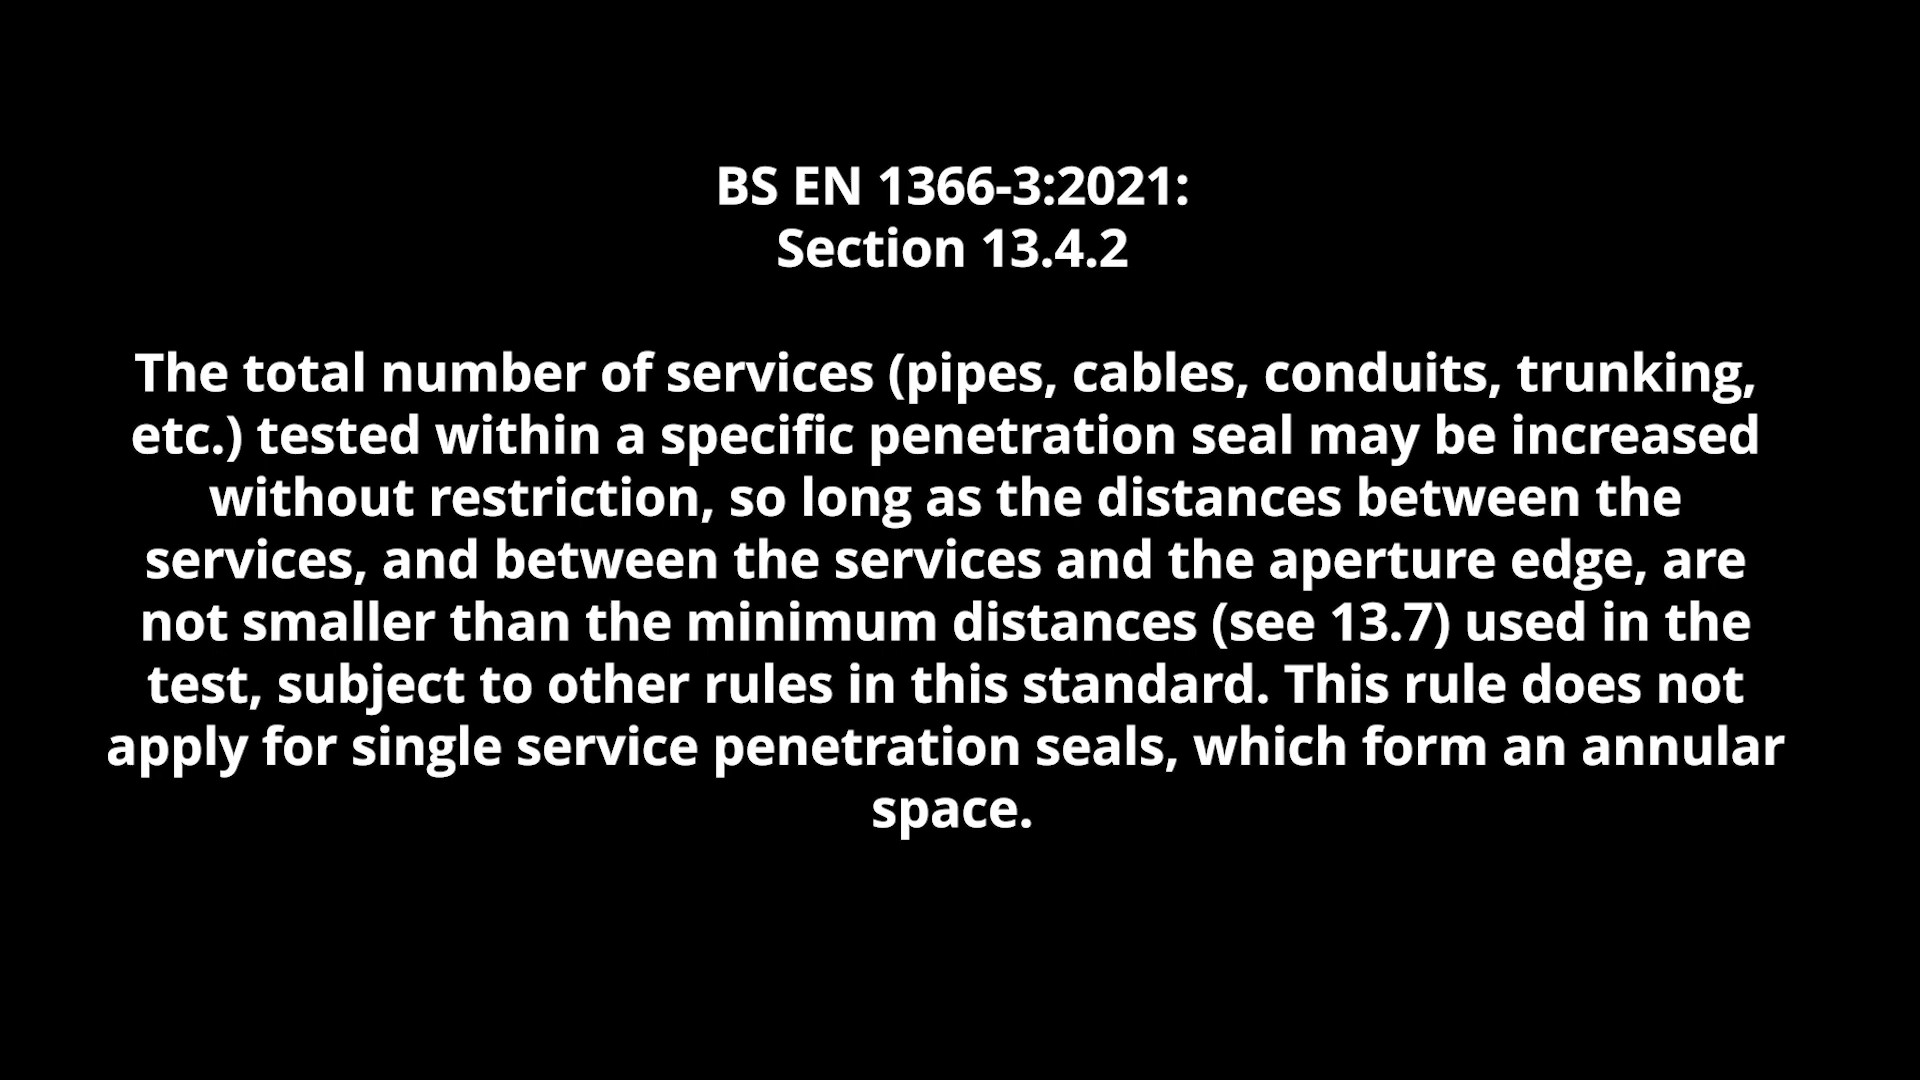 BS EN 1366-3:2021:
Section 13.4.2
The total number of services (pipes, cables, conduits, trunking,
etc.) tested within a specific penetration seal may be increased
without restriction, so long as the distances between the
services, and between the services and the aperture edge, are
not smaller than the minimum distances (see 13.7) used in the
test, subject to other rules in this standard. This rule does not
apply for single service penetration seals, which form an annular
space.